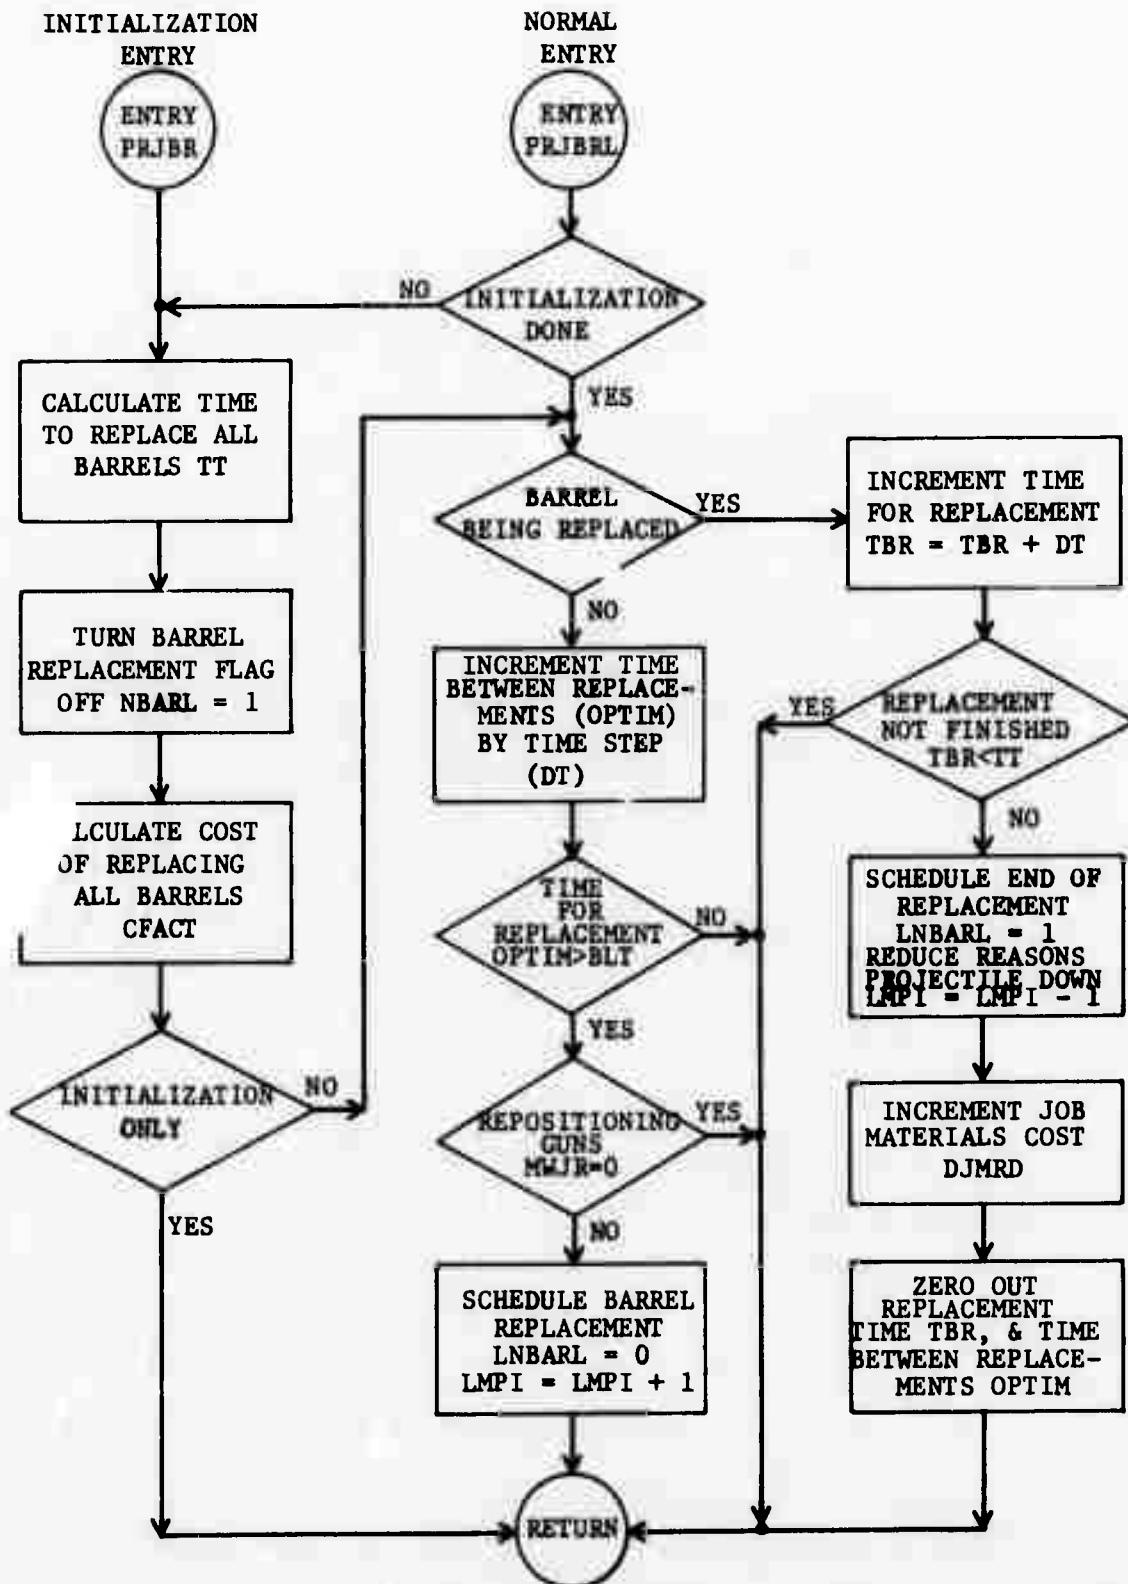 INITIALIZATION
ENTRY
ENTRY
PRJBR
NORMAL
ENTRY
ENTRY
PRJBRL
INITIALIZATION
DONE
NO
YES
CALCULATE TIME
TO REPLACE ALL
BARRELS TT
TURN BARREL
REPLACEMENT FLAG
OFF NBARL = 1
LCULATE COST
OF REPLACING
ALL BARRELS
CFACT
INITIALIZATION
ONLY
NO
YES
BARREL
BEING REPLACED
YES
NO
INCREMENT TIME
BETWEEN REPLACE-
MENTS (OPTIM)
BY TIME STEP
(DT)
TIME
FOR
REPLACEMENT
OPTIM>BLT
NO
YES
REPOSITIONING
GUNS
MWJR=0
YES
NO
SCHEDULE BARREL
REPLACEMENT
LNBARL = 0
LMPI = LMPI + 1
INCREMENT TIME
FOR REPLACEMENT
TBR = TBR + DT
REPLACEMENT
NOT FINISHED
TBR<TT
YES
NO
SCHEDULE END OF
REPLACEMENT
LNBARL = 1
REDUCE REASONS
PROJECTILE DOWN
LMPI = LMPI - 1
INCREMENT JOB
MATERIALS COST
DJMRD
ZERO OUT
REPLACEMENT
TIME TBR, & TIME
BETWEEN REPLACE-
MENTS OPTIM
RETURN